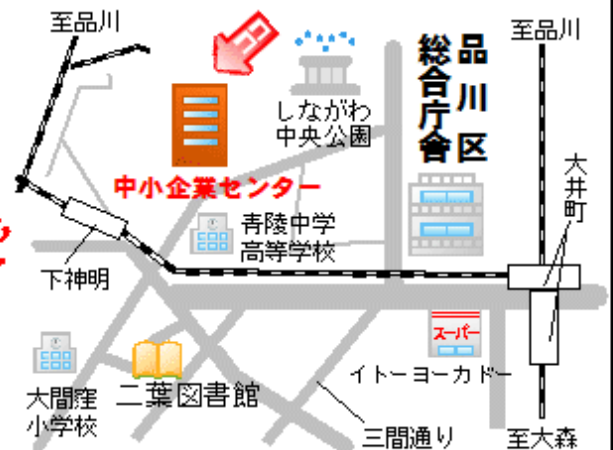 至品川
至品川
しながわ
中央公園
品川区
総合庁舎
大井町
中小企業センター
青陵中学
高等学校
下神明
スーパー
イトーヨーカドー
大間窪
小学校
二葉図書館
三間通り
至大森